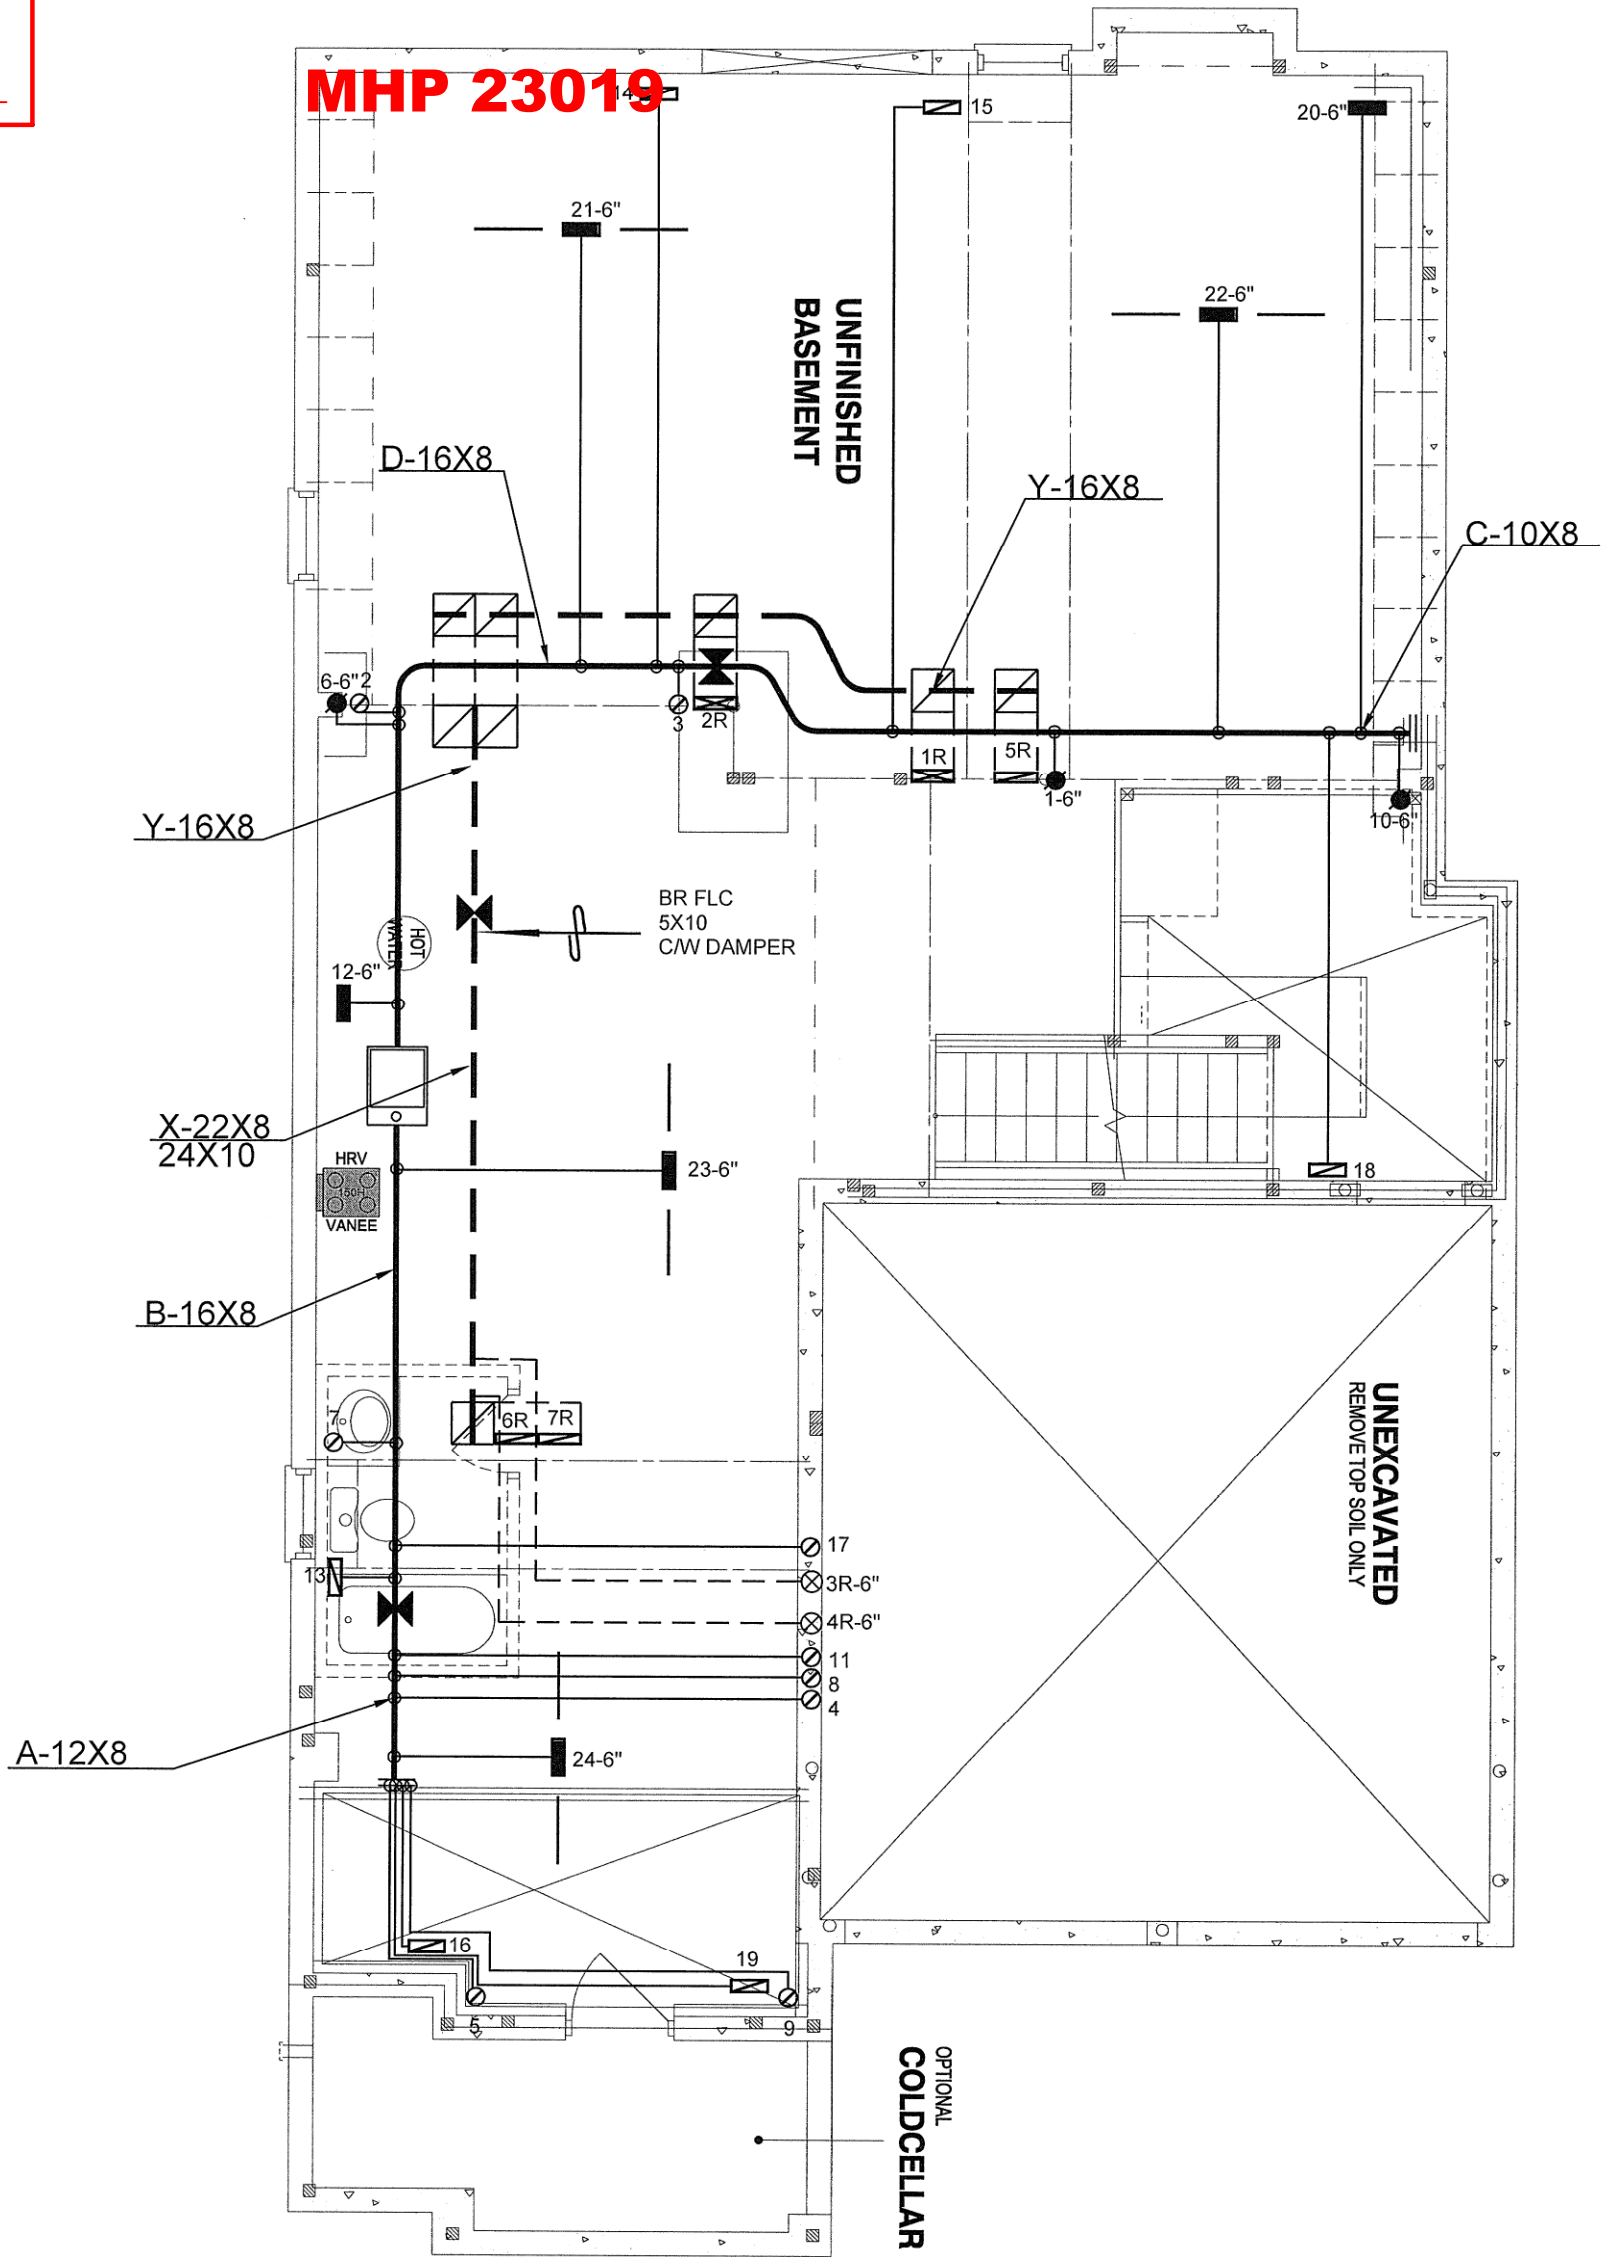 MHP 23019
14
15
20-6"
21-6"
22-6"
UNFINISHED
BASEMENT
D-16X8
Y-16X8
C-10X8
6-6"
2
3
2R
1R
5R
1-6"
10-6"
Y-16X8
BR FLC
5X10
C/W DAMPER
HOT
WATER
12-6"
X-22X8
24X10
HRV
150H
VANEE
23-6"
18
B-16X8
7
6R
7R
UNEXCAVATED
REMOVE TOP SOIL ONLY
17
13
3R-6"
4R-6"
11
8
4
A-12X8
24-6"
16
19
5
9
OPTIONAL
COLDCELLAR